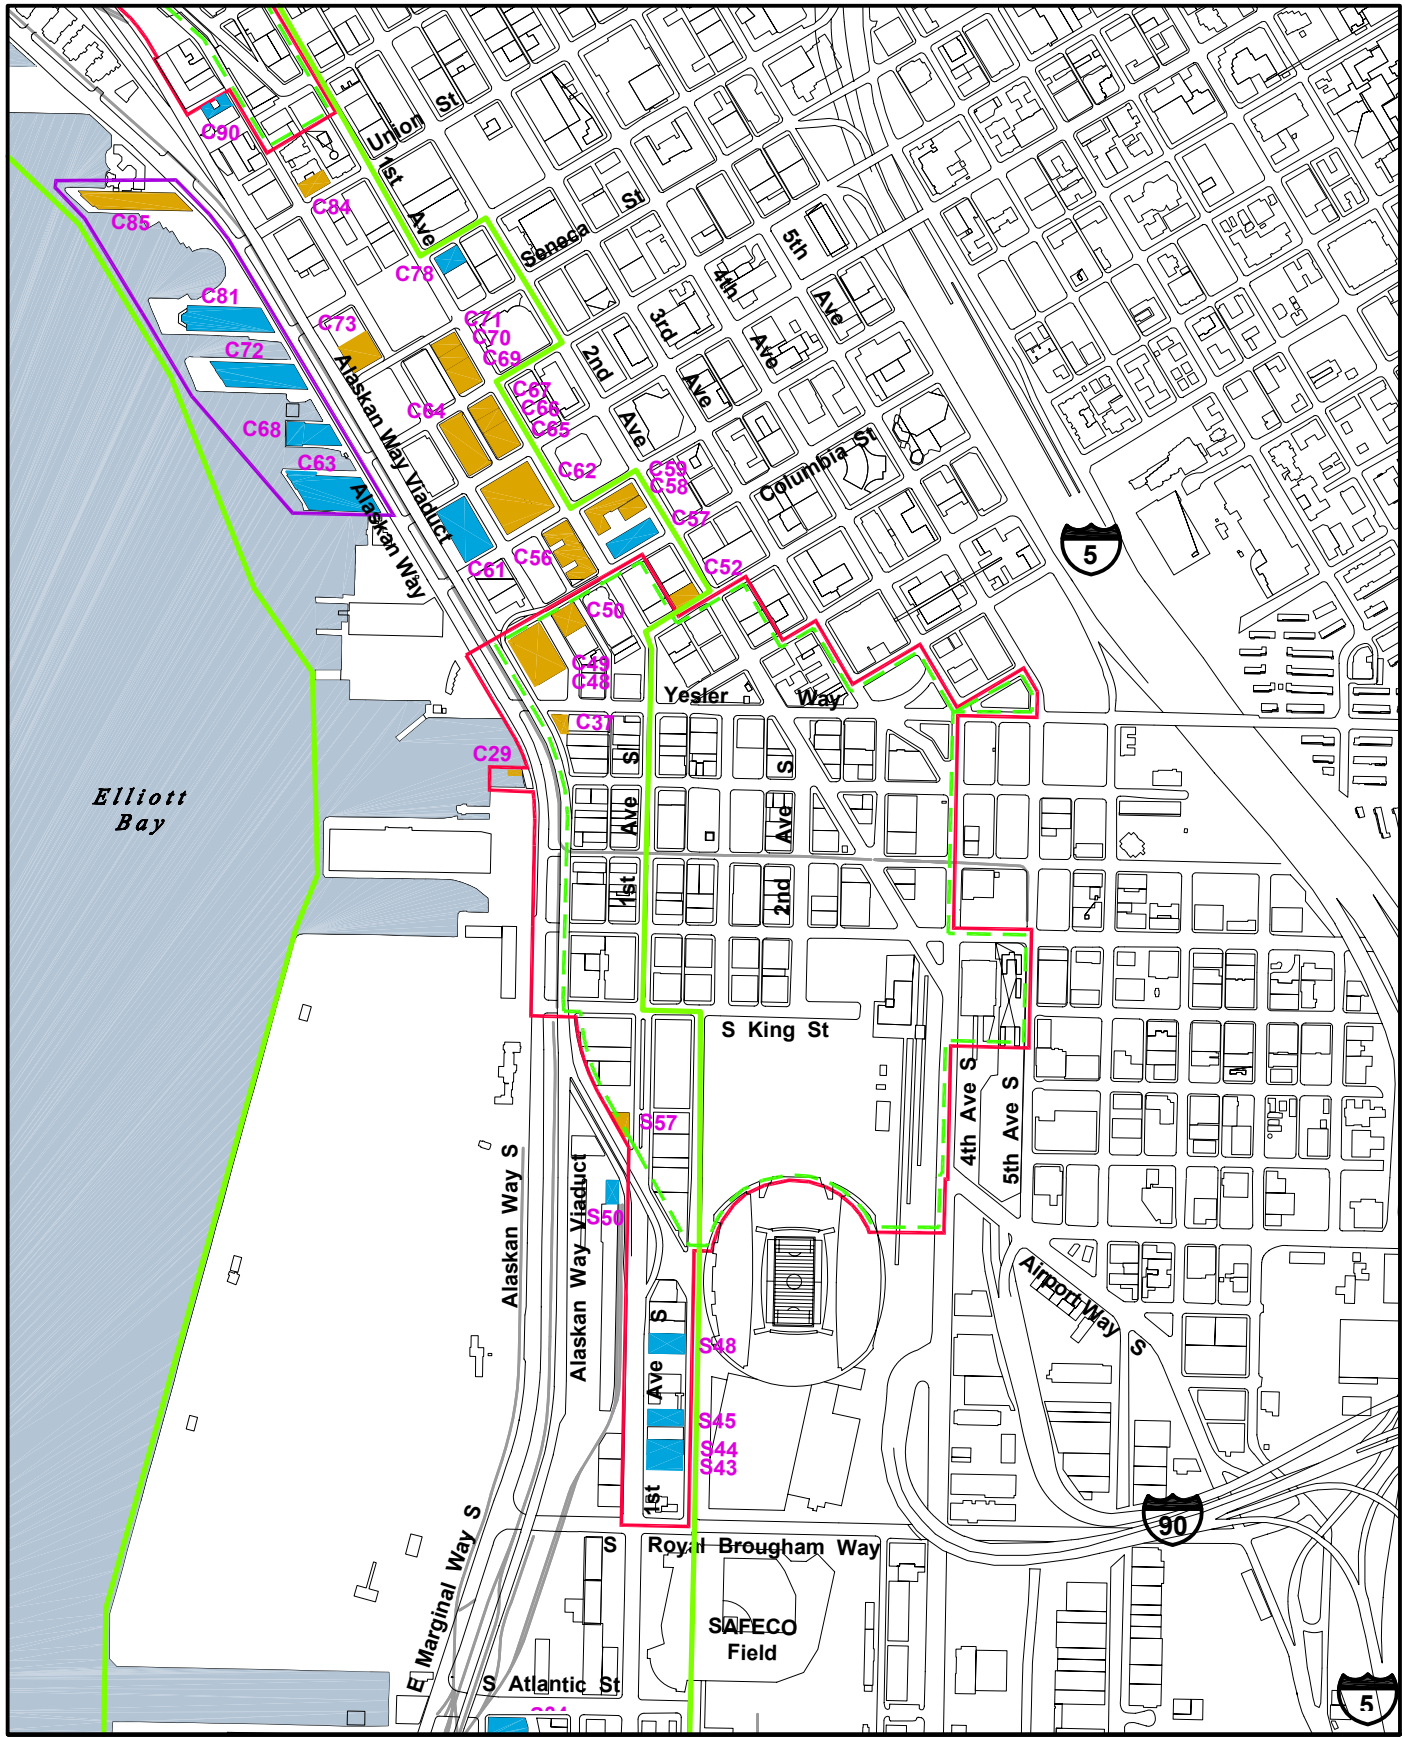 St
Union
C90
1st
C84
St
C85
Ave
Seneca
5th
C78
4th
C81
C73
C71
3rd
Ave
C70
C72
C69
2nd
Ave
Alaskan Way Viaduct
C67
Ave
C64
C66
C68
C65
Ave
Columbia St
C63
C62
C59
C58
Alaskan Way
C57
5
C56
C61
C52
C50
C49
C48
Yesler Way
C37
C29
S
S
Elliott
Bay
Ave
Ave
1st
2nd
S King St
4th Ave S
5th Ave S
S57
Alaskan Way S
Alaskan Way Viaduct
S50
Airport Way S
S
S48
Ave
S45
S44
S43
1st
90
E Marginal Way S
S Royal Brougham Way
SAFECO
Field
S Atlantic St
5